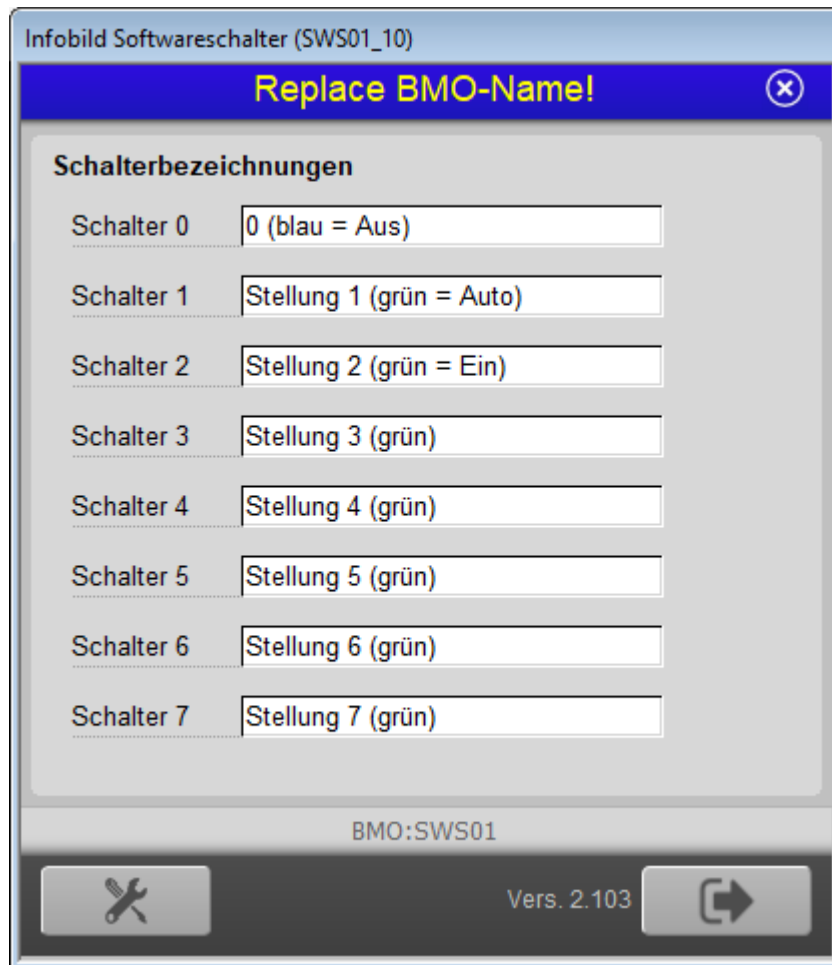 Infobild Softwareschalter (SWS01_10)
Replace BMO-Name!
Schalterbezeichnungen
Schalter 0 0 (blau = Aus)
Schalter 1 Stellung 1 (grün = Auto)
Schalter 2 Stellung 2 (grün = Ein)
Schalter 3 Stellung 3 (grün)
Schalter 4 Stellung 4 (grün)
Schalter 5 Stellung 5 (grün)
Schalter 6 Stellung 6 (grün)
Schalter 7 Stellung 7 (grün)
BMO:SWS01
Vers. 2.103